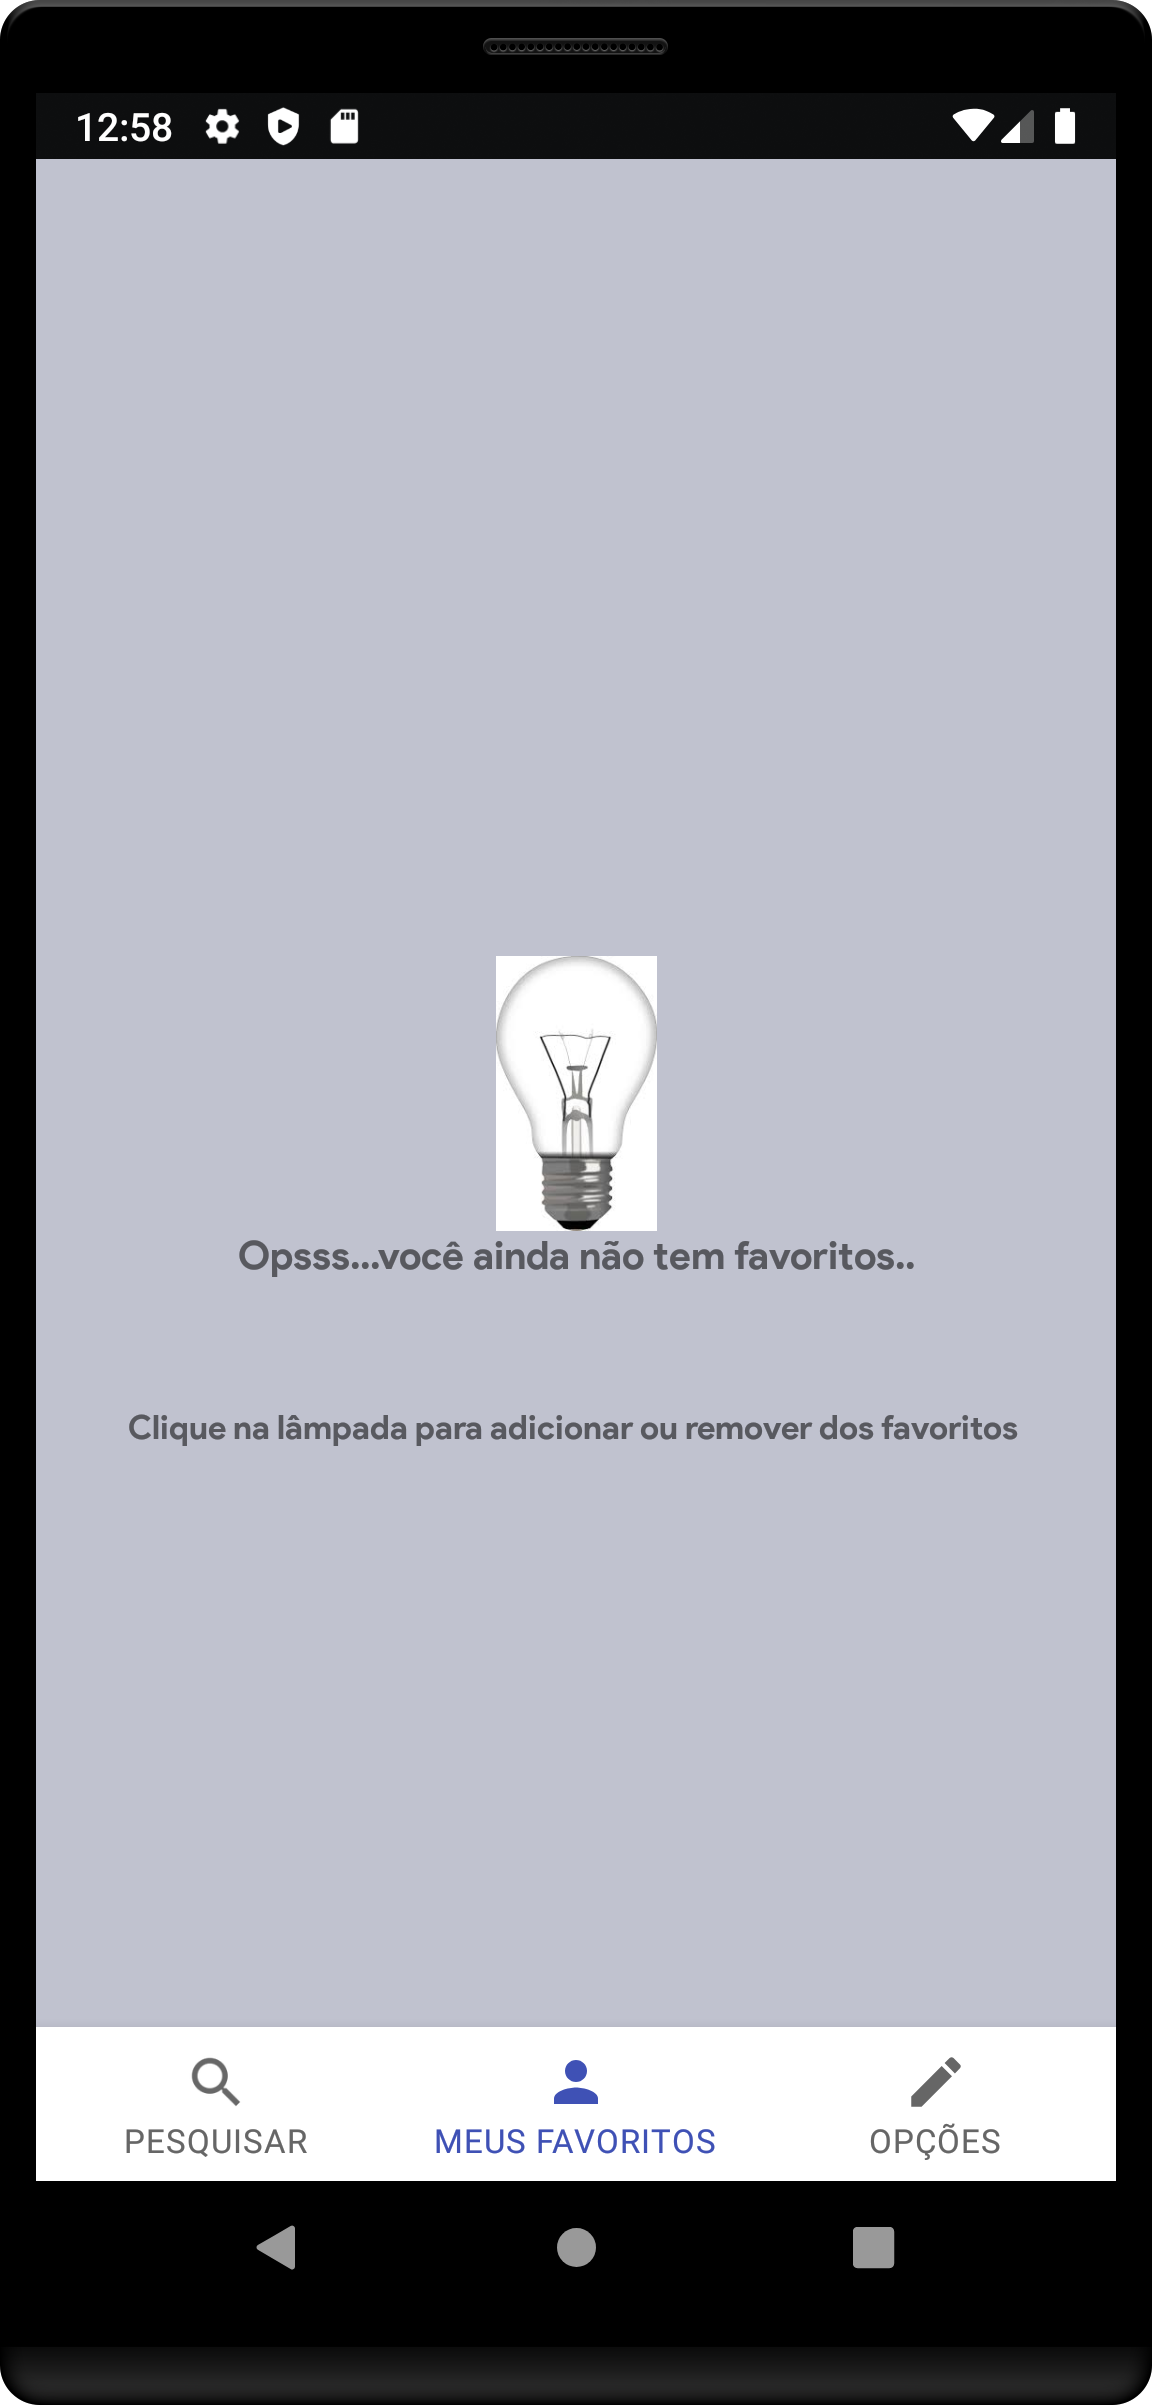 12:58
Opsss...você ainda não tem favoritos..
Clique na lâmpada para adicionar ou remover dos favoritos
PESQUISAR
MEUS FAVORITOS
OPÇÕES